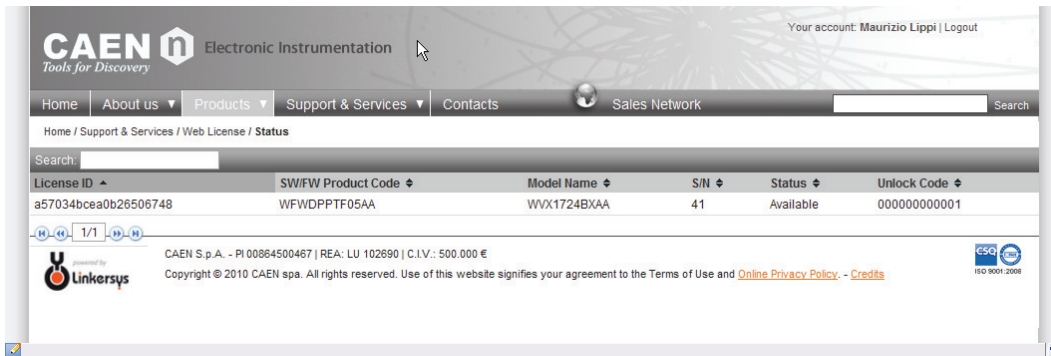 Your account: Maurizio Lippi | Logout
CAEN n Electronic Instrumentation
Tools for Discovery
Home About us ▼ Products ▼ Support & Services ▼ Contacts Sales Network Search
Home / Support & Services / Web License / Status
Search:
License ID SW/FW Product Code Model Name S/N Status Unlock Code
a57034bcea0b26506748 WFWDPPTF05AA WVX1724BXAA 41 Available 000000000001
1/1
CAEN S.p.A. - PI 00864500467 | REA: LU 102690 | C.I.V.: 500.000 €
powered by
Linkersys
Copyright © 2010 CAEN spa. All rights reserved. Use of this website signifies your agreement to the Terms of Use and Online Privacy Policy. - Credits
CSQ
ISO 9001:2008